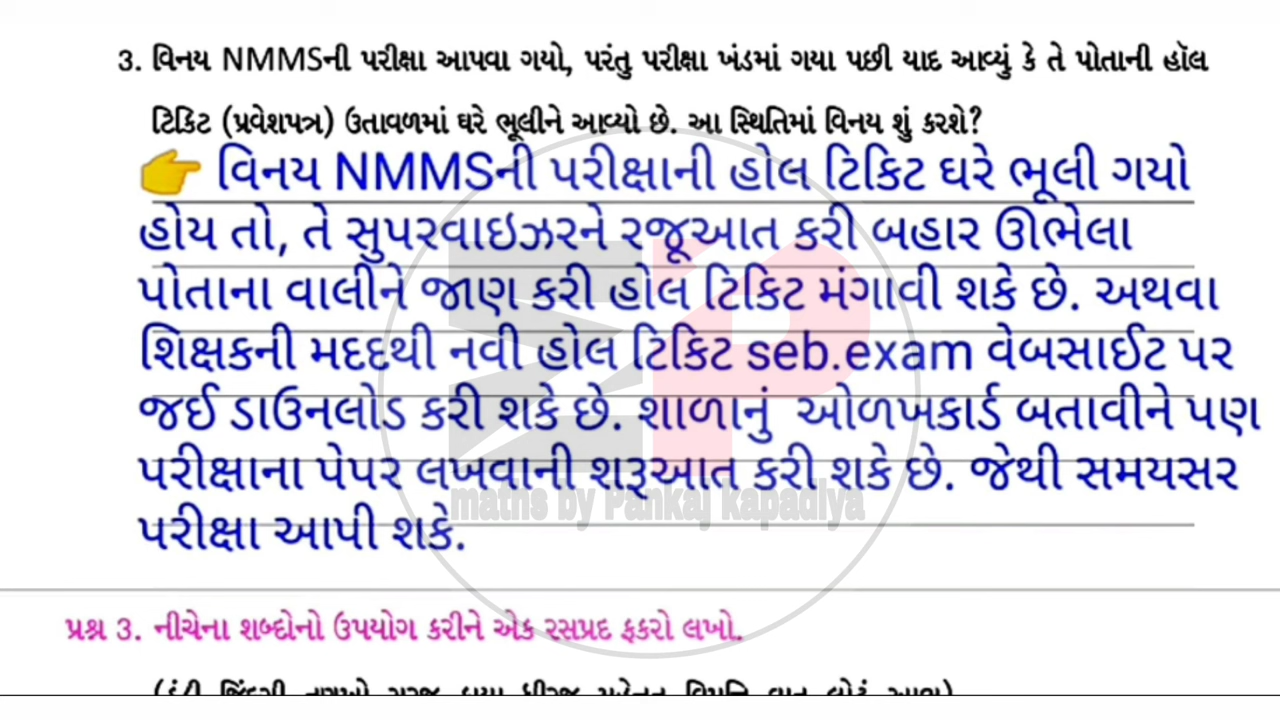 3. વિનય NMMSની પરીક્ષા આપવા ગયો, પરંતુ પરીક્ષા ખંડમાં ગયા પછી યાદ આવ્યું કે તે પોતાની હૉલ
ટિકિટ (પ્રવેશપત્ર) ઉતાવળમાં ઘરે ભૂલીને આવ્યો છે. આ સ્થિતિમાં વિનય શું કરશે?
👉 વિનય NMMSની પરીક્ષાની હોલ ટિકિટ ઘરે ભૂલી ગયો
હોય તો, તે સુપરવાઇઝરને રજૂઆત કરી બહાર ઊભેલા
પોતાના વાલીને જાણ કરી હોલ ટિકિટ મંગાવી શકે છે. અથવા
શિક્ષકની મદદથી નવી હોલ ટિકિટ seb.exam વેબસાઈટ પર
જઈ ડાઉનલોડ કરી શકે છે. શાળાનું ઓળખકાર્ડ બતાવીને પણ
પરીક્ષાના પેપર લખવાની શરૂઆત કરી શકે છે. જેથી સમયસર
maths by Pankaj kapadiya
પરીક્ષા આપી શકે.
પ્રશ્ન 3. નીચેના શબ્દોનો ઉપયોગ કરીને એક રસપ્રદ ફકરો લખો.